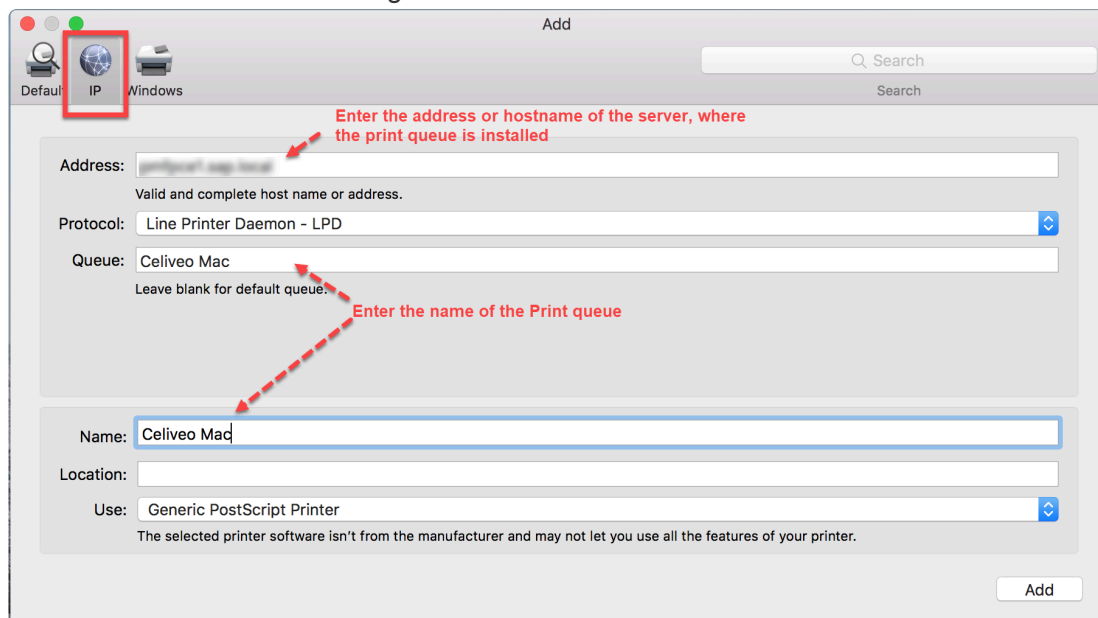 Add
Search
Default IP Windows
Search
Enter the address or hostname of the server, where
the print queue is installed
Address:
Valid and complete host name or address.
Protocol: Line Printer Daemon - LPD
Queue: Celiveo Mac
Leave blank for default queue.
Enter the name of the Print queue
Name: Celiveo Mac
Location:
Use: Generic PostScript Printer
The selected printer software isn't from the manufacturer and may not let you use all the features of your printer.
Add